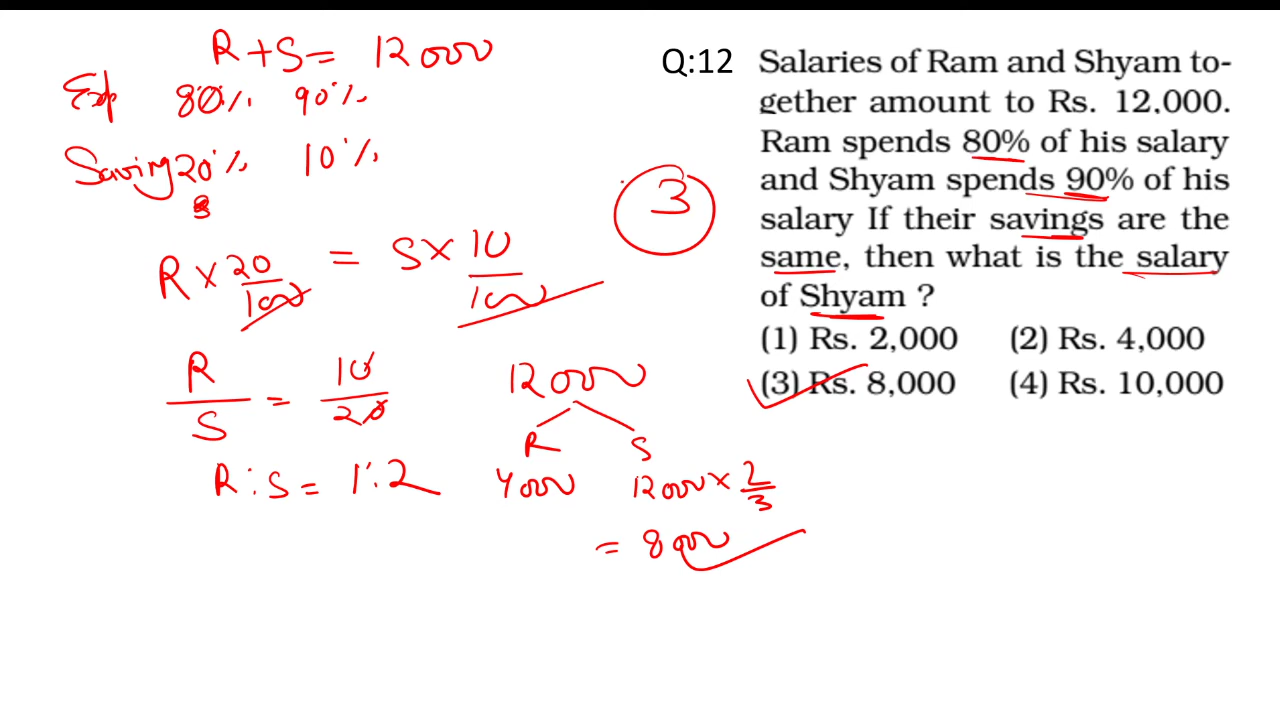 R + S = 12000
Exp 80% 90%
Saving 20% 10%
R × 20/100 = S × 10/100
R/S = 10/20
R : S = 1 : 2
12000
R S
4000 12000 × 2/3
= 8000
3
Q:12 Salaries of Ram and Shyam to-
gether amount to Rs. 12,000.
Ram spends 80% of his salary
and Shyam spends 90% of his
salary If their savings are the
same, then what is the salary
of Shyam ?
(1) Rs. 2,000 (2) Rs. 4,000
(3) Rs. 8,000 (4) Rs. 10,000